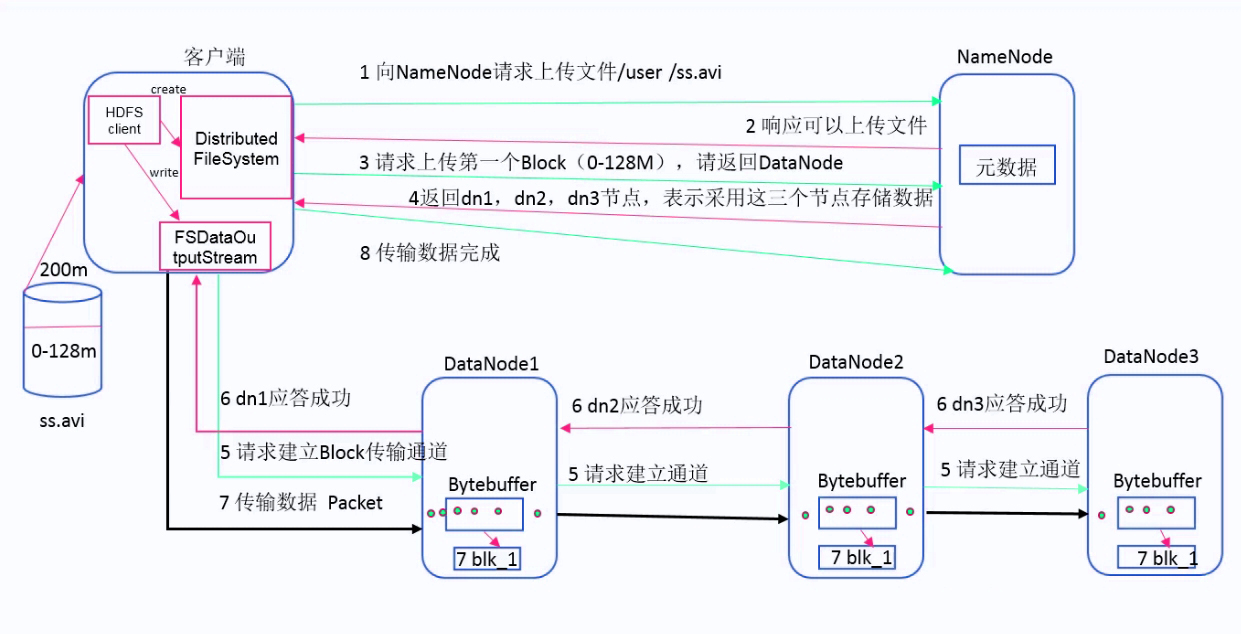 客户端
NameNode
1 向NameNode请求上传文件/user /ss.avi
create
HDFS
client
Distributed
FileSystem
write
2 响应可以上传文件
3 请求上传第一个Block（0-128M），请返回DataNode
元数据
4返回dn1，dn2，dn3节点，表示采用这三个节点存储数据
FSDataOu
tputStream
8 传输数据完成
200m
0-128m
ss.avi
DataNode1
DataNode2
DataNode3
6 dn1应答成功
6 dn2应答成功
6 dn3应答成功
5 请求建立Block传输通道
5 请求建立通道
5 请求建立通道
7 传输数据 Packet
Bytebuffer
Bytebuffer
Bytebuffer
7 blk_1
7 blk_1
7 blk_1